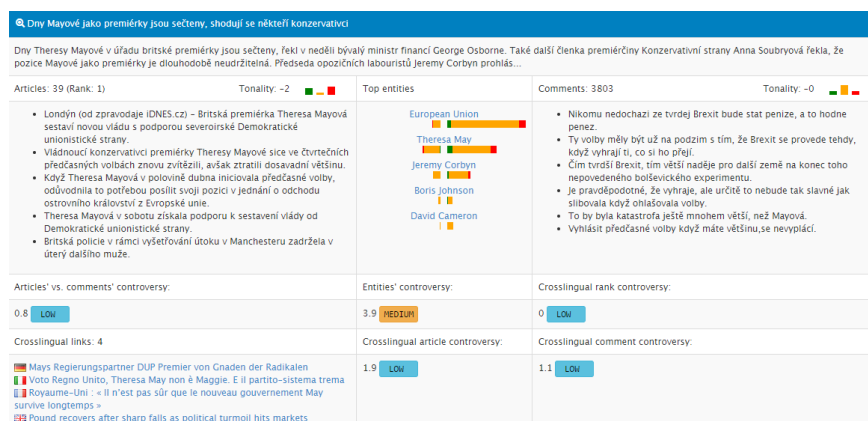 Dny Mayové jako premiérky jsou sečteny, shodují se někteří konzervativci
Dny Theresy Mayové v úřadu britské premiérky jsou sečteny, řekl v neděli bývalý ministr financí George Osborne. Také další členka premiérčiny Konzervativní strany Anna Soubryová řekla, že
pozice Mayové jako premiérky je dlouhodobě neudržitelná. Předseda opozičních labouristů Jeremy Corbyn prohlás...
Articles: 39 (Rank: 1) Tonality: -2 Top entities Comments: 3803 Tonality: -0
• Londýn (od zpravodaje iDNES.cz) – Britská premiérka Theresa Mayová
sestaví novou vládu s podporou severoirské Demokratické
unionistické strany.
• Vládnoucí konzervativci premiérky Theresy Mayové sice ve čtvrtečních
předčasných volbách znovu zvítězili, avšak ztratili dosavadní většinu.
• Když Theresa Mayová v polovině dubna iniciovala předčasné volby,
odůvodnila to potřebou posílit svoji pozici v jednání o odchodu
ostrovního království z Evropské unie.
• Theresa Mayová v sobotu získala podporu k sestavení vlády od
Demokratické unionistické strany.
• Britská policie v rámci vyšetřování útoku v Manchesteru zadržela v
úterý dalšího muže.
European Union
Theresa May
Jeremy Corbyn
Boris Johnson
David Cameron
• Nikomu nedochazi ze tvrdej Brexit bude stat penize, a to hodne
penez.
• Ty volby měly být už na podzim s tím, že Brexit se provede tehdy,
když vyhrají ti, co si ho přejí.
• Čím tvrdší Brexit, tím větší naděje pro další země na konec toho
nepovedeného bolševického experimentu.
• Je pravděpodotné, že vyhraje, ale určitě to nebude tak slavné jak
slibovala když ohlašovala volby.
• To by byla katastrofa ještě mnohem větší, než Mayová.
• Vyhlásit předčasné volby když máte většinu,se nevyplácí.
Articles' vs. comments' controversy: Entities' controversy: Crosslingual rank controversy:
0.8 LOW 3.9 MEDIUM 0 LOW
Crosslingual links: 4 Crosslingual article controversy: Crosslingual comment controversy:
1.9 LOW 1.1 LOW
Mays Regierungspartner DUP Premier von Gnaden der Radikalen
Voto Regno Unito, Theresa May non è Maggie. E il partito-sistema trema
Royaume-Uni : « Il n'est pas sûr que le nouveau gouvernement May
survive longtemps »
Pound recovers after sharp falls as political turmoil hits markets